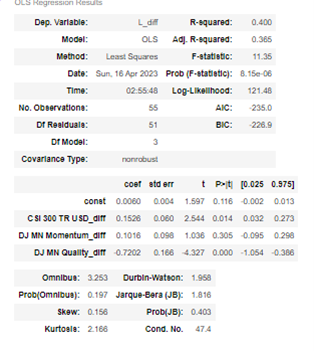 OLS Regression Results
Dep. Variable: L_diff R-squared: 0.400
Model: OLS Adj. R-squared: 0.365
Method: Least Squares F-statistic: 11.35
Date: Sun, 16 Apr 2023 Prob (F-statistic): 8.15e-06
Time: 02:55:48 Log-Likelihood: 121.48
No. Observations: 55 AIC: -235.0
Df Residuals: 51 BIC: -226.9
Df Model: 3
Covariance Type: nonrobust
coef std err t P>|t| [0.025 0.975]
const 0.0060 0.004 1.597 0.116 -0.002 0.013
CSI 300 TR USD_diff 0.1526 0.060 2.544 0.014 0.032 0.273
DJ MN Momentum_diff 0.1016 0.098 1.036 0.305 -0.095 0.298
DJ MN Quality_diff -0.7202 0.166 -4.327 0.000 -1.054 -0.386
Omnibus: 3.253 Durbin-Watson: 1.958
Prob(Omnibus): 0.197 Jarque-Bera (JB): 1.816
Skew: 0.156 Prob(JB): 0.403
Kurtosis: 2.166 Cond. No. 47.4